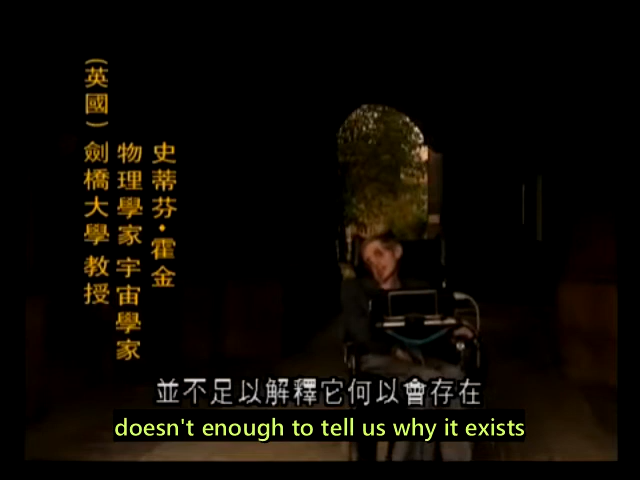 史蒂芬·霍金
物理學家 宇宙學家
(英國) 劍橋大學 教授
並不足以解釋它何以會存在
doesn't enough to tell us why it exists